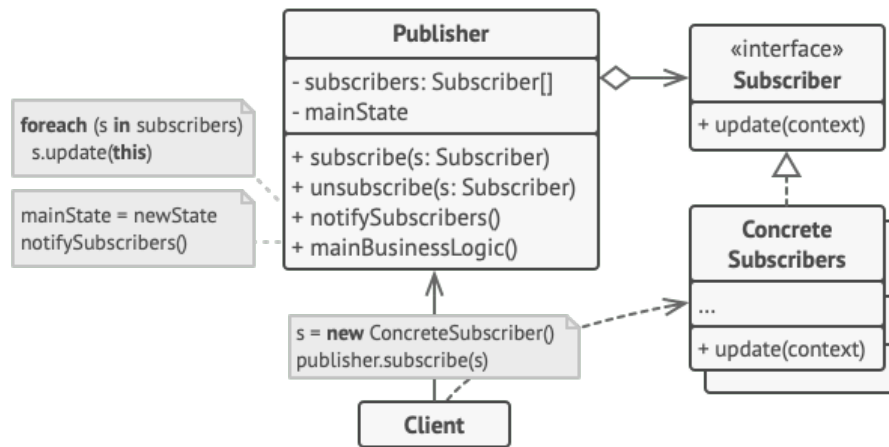 Publisher
- subscribers: Subscriber[]
- mainState
+ subscribe(s: Subscriber)
+ unsubscribe(s: Subscriber)
+ notifySubscribers()
+ mainBusinessLogic()
«interface»
Subscriber
+ update(context)
foreach (s in subscribers)
s.update(this)
mainState = newState
notifySubscribers()
Concrete
Subscribers
...
+ update(context)
s = new ConcreteSubscriber()
publisher.subscribe(s)
Client